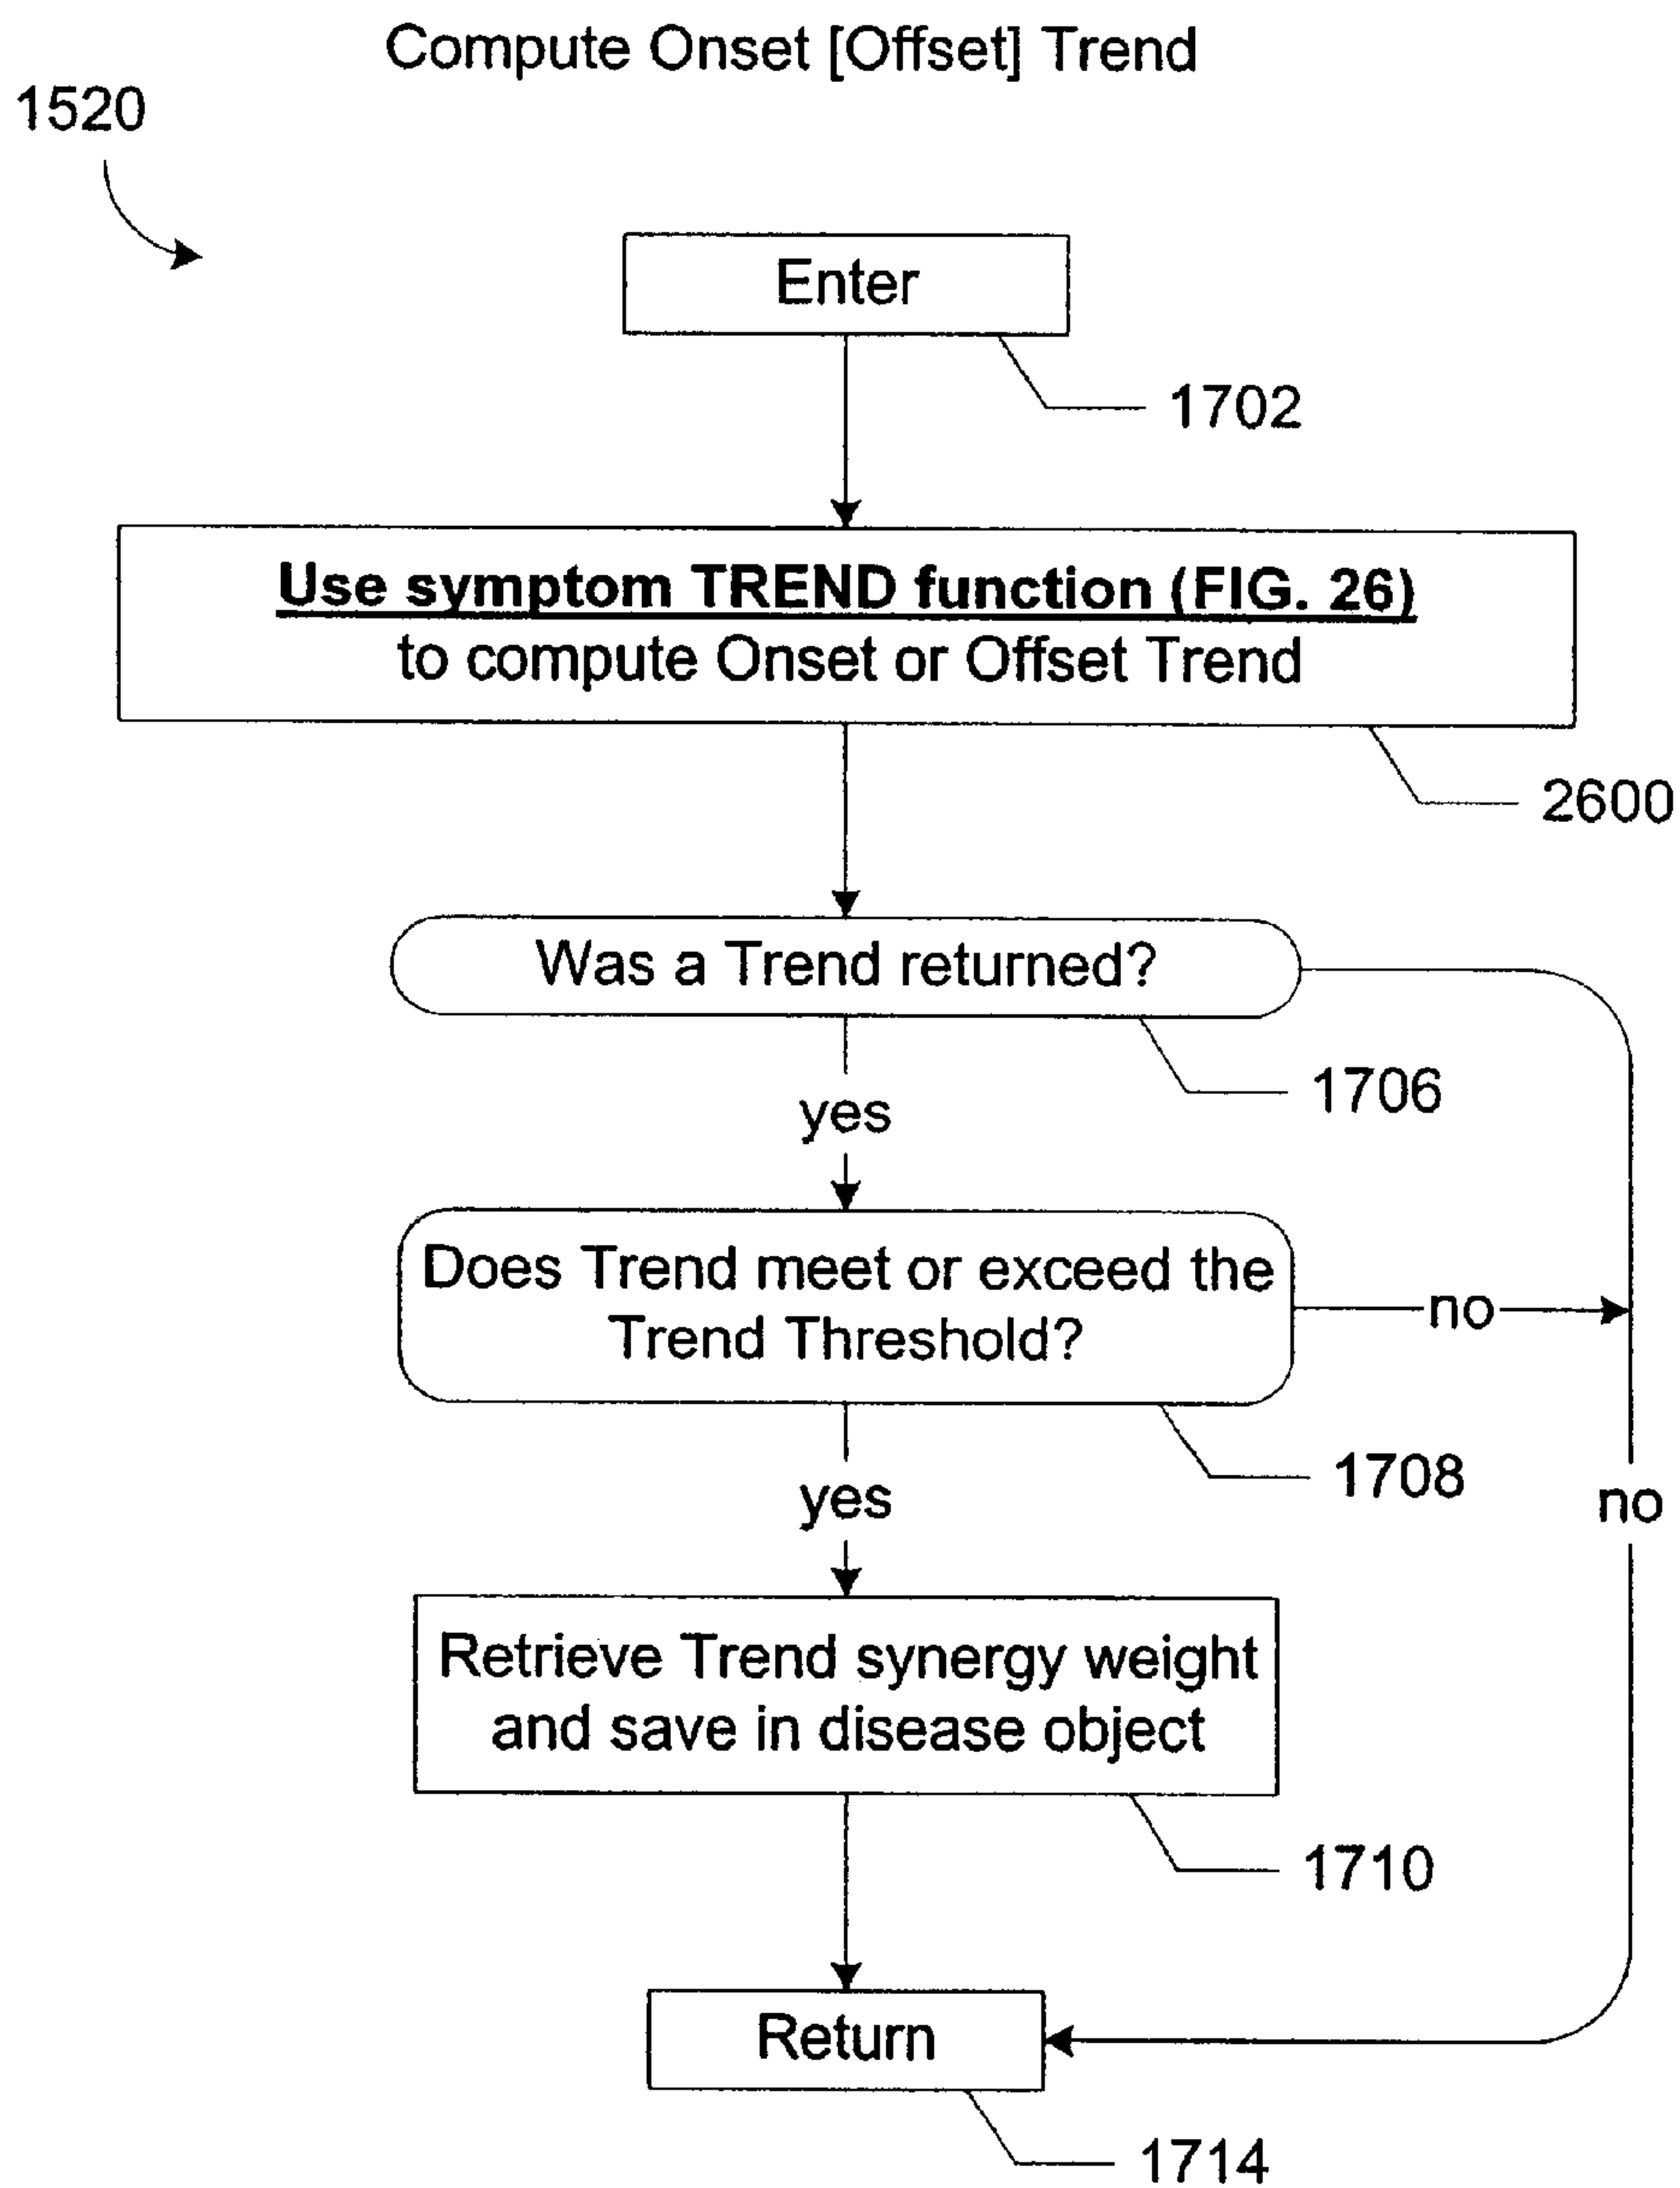 Compute Onset [Offset] Trend
1520
Enter
1702
Use symptom TREND function (FIG. 26)
to compute Onset or Offset Trend
2600
Was a Trend returned?
1706
yes
Does Trend meet or exceed the
Trend Threshold?
no
1708
yes
no
Retrieve Trend synergy weight
and save in disease object
1710
Return
1714